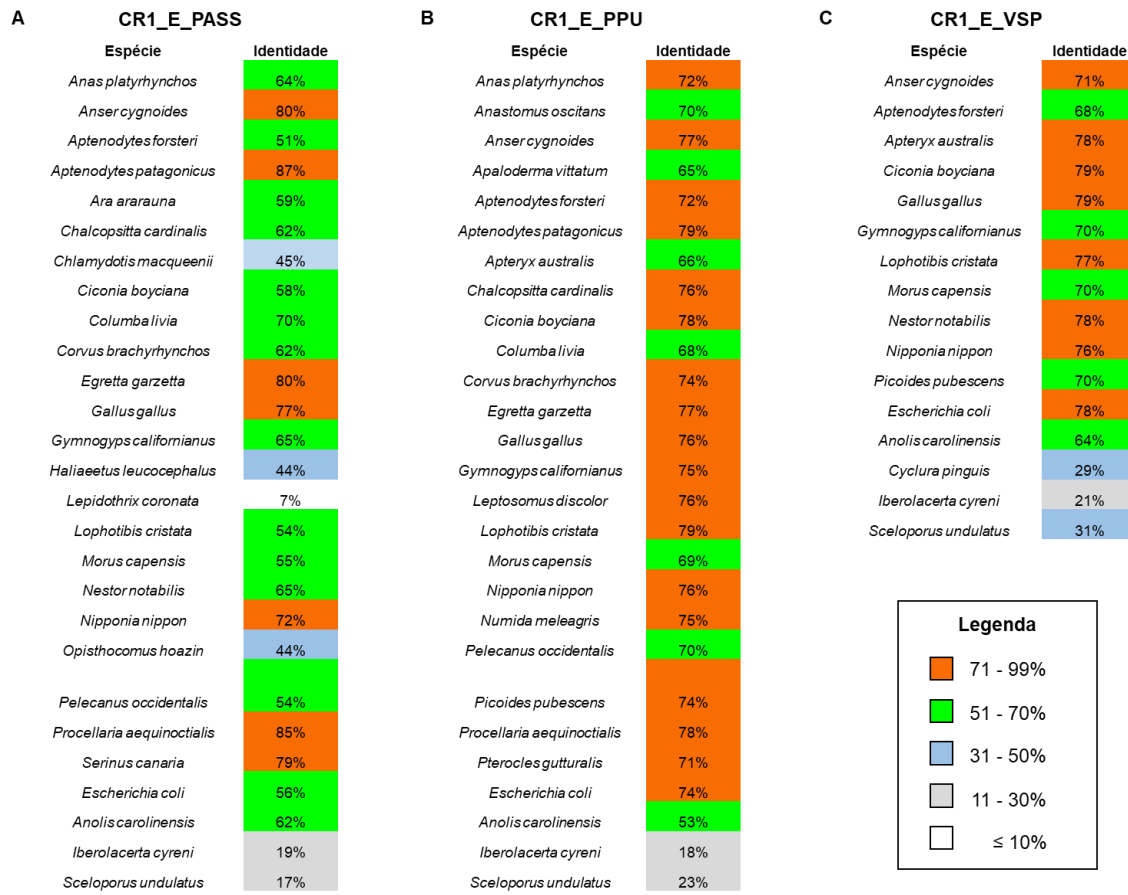 A CR1_E_PASS
Espécie Identidade
Anas platyrhynchos 64%
Anser cygnoides 80%
Aptenodytes forsteri 51%
Aptenodytes patagonicus 87%
Ara ararauna 59%
Chalcopsitta cardinalis 62%
Chlamydotis macqueenii 45%
Ciconia boyciana 58%
Columba livia 70%
Corvus brachyrhynchos 62%
Egretta garzetta 80%
Gallus gallus 77%
Gymnogyps californianus 65%
Haliaeetus leucocephalus 44%
Lepidothrix coronata 7%
Lophotibis cristata 54%
Morus capensis 55%
Nestor notabilis 65%
Nipponia nippon 72%
Opisthocomus hoazin 44%
Pelecanus occidentalis 54%
Procellaria aequinoctialis 85%
Serinus canaria 79%
Escherichia coli 56%
Anolis carolinensis 62%
Iberolacerta cyreni 19%
Sceloporus undulatus 17%
B CR1_E_PPU
Espécie Identidade
Anas platyrhynchos 72%
Anastomus oscitans 70%
Anser cygnoides 77%
Apaloderma vittatum 65%
Aptenodytes forsteri 72%
Aptenodytes patagonicus 79%
Apteryx australis 66%
Chalcopsitta cardinalis 76%
Ciconia boyciana 78%
Columba livia 68%
Corvus brachyrhynchos 74%
Egretta garzetta 77%
Gallus gallus 76%
Gymnogyps californianus 75%
Leptosomus discolor 76%
Lophotibis cristata 79%
Morus capensis 69%
Nipponia nippon 76%
Numida meleagris 75%
Pelecanus occidentalis 70%
Picoides pubescens 74%
Procellaria aequinoctialis 78%
Pterocles gutturalis 71%
Escherichia coli 74%
Anolis carolinensis 53%
Iberolacerta cyreni 18%
Sceloporus undulatus 23%
C CR1_E_VSP
Espécie Identidade
Anser cygnoides 71%
Aptenodytes forsteri 68%
Apteryx australis 78%
Ciconia boyciana 79%
Gallus gallus 79%
Gymnogyps californianus 70%
Lophotibis cristata 77%
Morus capensis 70%
Nestor notabilis 78%
Nipponia nippon 76%
Picoides pubescens 70%
Escherichia coli 78%
Anolis carolinensis 64%
Cyclura pinguis 29%
Iberolacerta cyreni 21%
Sceloporus undulatus 31%
Legenda
71 - 99%
51 - 70%
31 - 50%
11 - 30%
≤ 10%